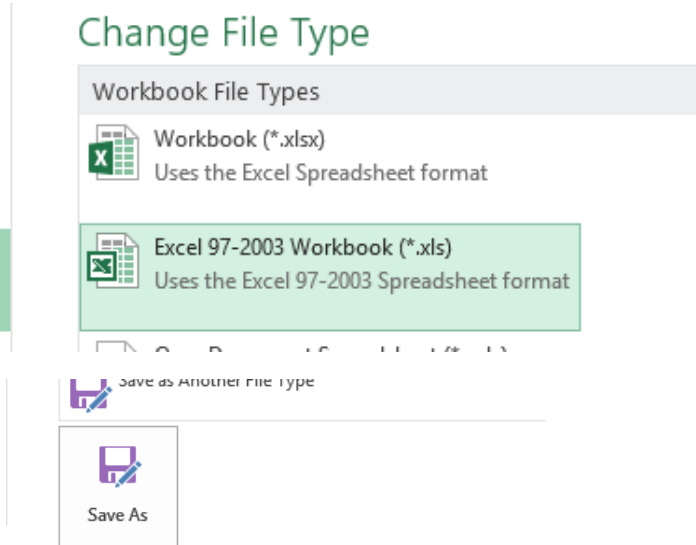 Change File Type
Workbook File Types
Workbook (*.xlsx)
Uses the Excel Spreadsheet format
Excel 97-2003 Workbook (*.xls)
Uses the Excel 97-2003 Spreadsheet format
Save as Another File Type
Save As